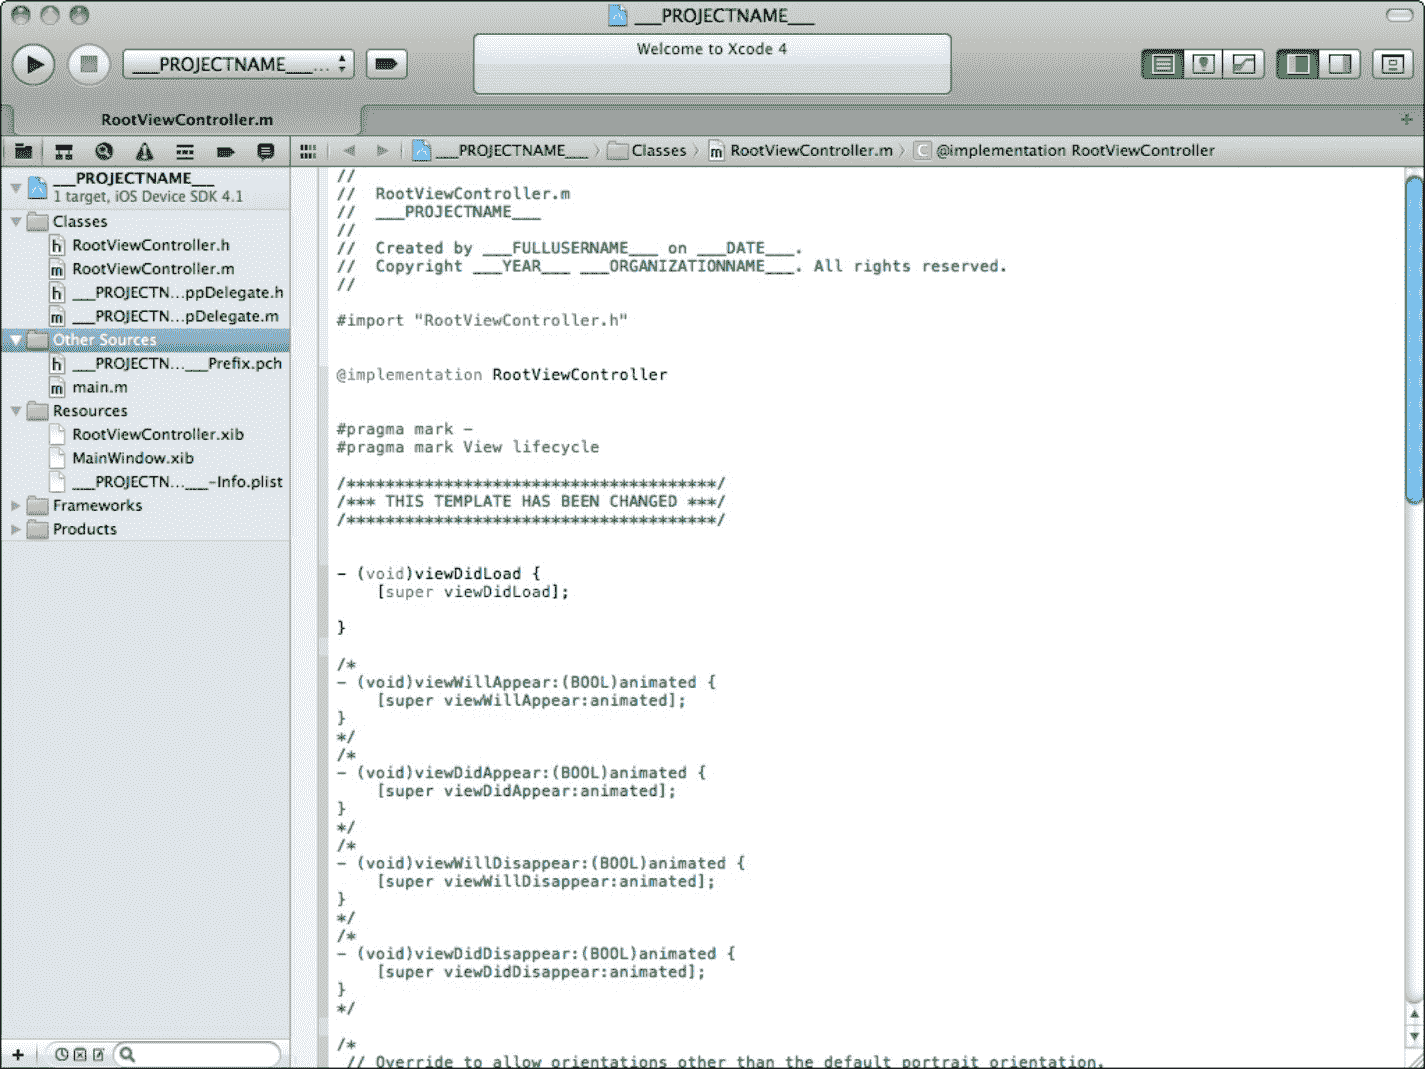 ___PROJECTNAME___
___PROJECTNAME___...
Welcome to Xcode 4
RootViewController.m
___PROJECTNAME___
Classes
RootViewController.m
C @implementation RootViewController
___PROJECTNAME___
1 target, iOS Device SDK 4.1
Classes
h RootViewController.h
m RootViewController.m
h ___PROJECTN...ppDelegate.h
m ___PROJECTN...pDelegate.m
Other Sources
h ___PROJECTN...___Prefix.pch
m main.m
Resources
RootViewController.xib
MainWindow.xib
___PROJECTN...___-Info.plist
Frameworks
Products
//
//  RootViewController.m
//  ___PROJECTNAME___
//
//  Created by ___FULLUSERNAME___ on ___DATE___.
//  Copyright ___YEAR___ ___ORGANIZATIONNAME___. All rights reserved.
//
#import "RootViewController.h"
@implementation RootViewController
#pragma mark -
#pragma mark View lifecycle
/**************************************/
/*** THIS TEMPLATE HAS BEEN CHANGED ***/
/**************************************/
- (void)viewDidLoad {
    [super viewDidLoad];
}
/*
- (void)viewWillAppear:(BOOL)animated {
    [super viewWillAppear:animated];
}
*/
/*
- (void)viewDidAppear:(BOOL)animated {
    [super viewDidAppear:animated];
}
*/
/*
- (void)viewWillDisappear:(BOOL)animated {
    [super viewWillDisappear:animated];
}
*/
/*
- (void)viewDidDisappear:(BOOL)animated {
    [super viewDidDisappear:animated];
}
*/
/*
 // Override to allow orientations other than the default portrait orientation.